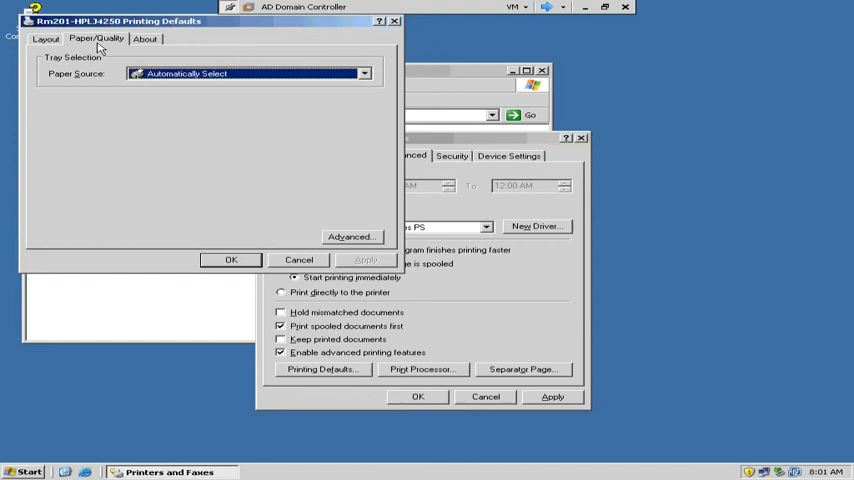 AD Domain Controller
VM
Rm201-HPLJ4250 Printing Defaults
Layout
Paper/Quality
About
Tray Selection
Paper Source:
Automatically Select
Advanced...
OK
Cancel
Apply
Go
Security
Device Settings
AM
To
12:00 AM
es PS
New Driver...
gram finishes printing faster
ge is spooled
Start printing immediately
Print directly to the printer
Hold mismatched documents
Print spooled documents first
Keep printed documents
Enable advanced printing features
Printing Defaults...
Print Processor...
Separator Page...
OK
Cancel
Apply
Start
Printers and Faxes
8:01 AM